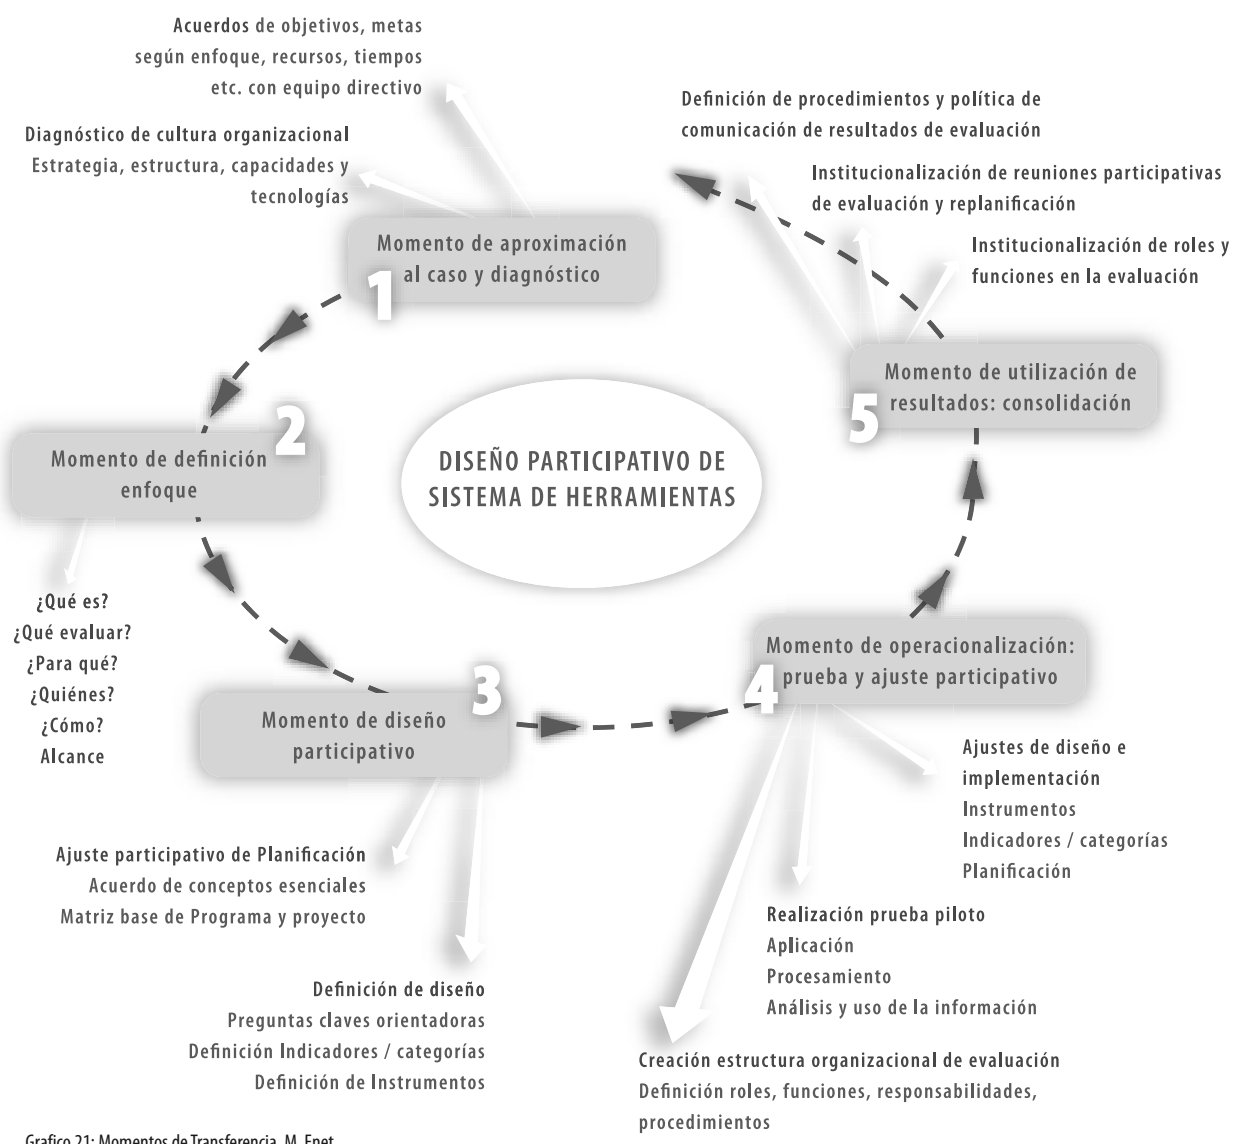 Acuerdos de objetivos, metas
según enfoque, recursos, tiempos
etc. con equipo directivo
Diagnóstico de cultura organizacional
Estrategia, estructura, capacidades y
tecnologías
Momento de aproximación
al caso y diagnóstico
1
2
Momento de definición
enfoque
¿Qué es?
¿Qué evaluar?
¿Para qué?
¿Quiénes?
¿Cómo?
Alcance
DISEÑO PARTICIPATIVO DE
SISTEMA DE HERRAMIENTAS
3
Momento de diseño
participativo
Ajuste participativo de Planificación
Acuerdo de conceptos esenciales
Matriz base de Programa y proyecto
Definición de diseño
Preguntas claves orientadoras
Definición Indicadores / categorías
Definición de Instrumentos
Momento de operacionalización:
prueba y ajuste participativo
4
Ajustes de diseño e
implementación
Instrumentos
Indicadores / categorías
Planificación
Realización prueba piloto
Aplicación
Procesamiento
Análisis y uso de la información
Creación estructura organizacional de evaluación
Definición roles, funciones, responsabilidades,
procedimientos
Momento de utilización de
resultados: consolidación
5
Definición de procedimientos y política de
comunicación de resultados de evaluación
Institucionalización de reuniones participativas
de evaluación y replanificación
Institucionalización de roles y
funciones en la evaluación
Grafico 21: Momentos de Transferencia. M. Enet